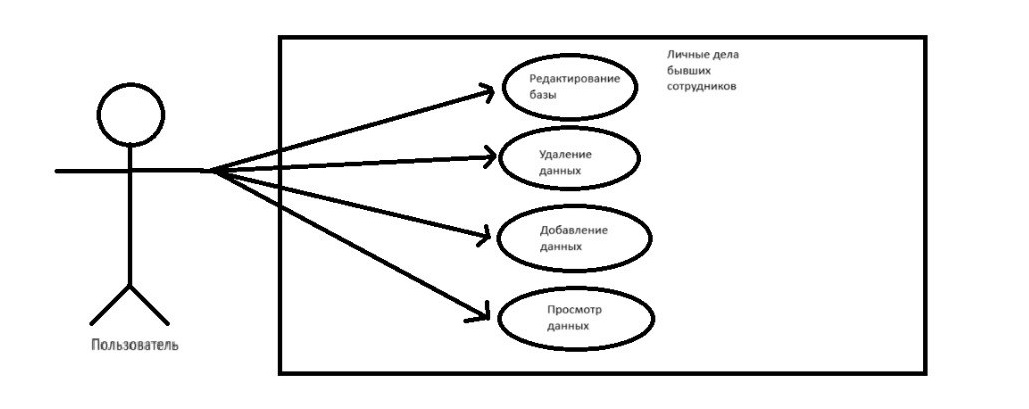 Личные дела
бывших
сотрудников
Редактирование
базы
Удаление
данных
Добавление
данных
Просмотр
данных
Пользователь